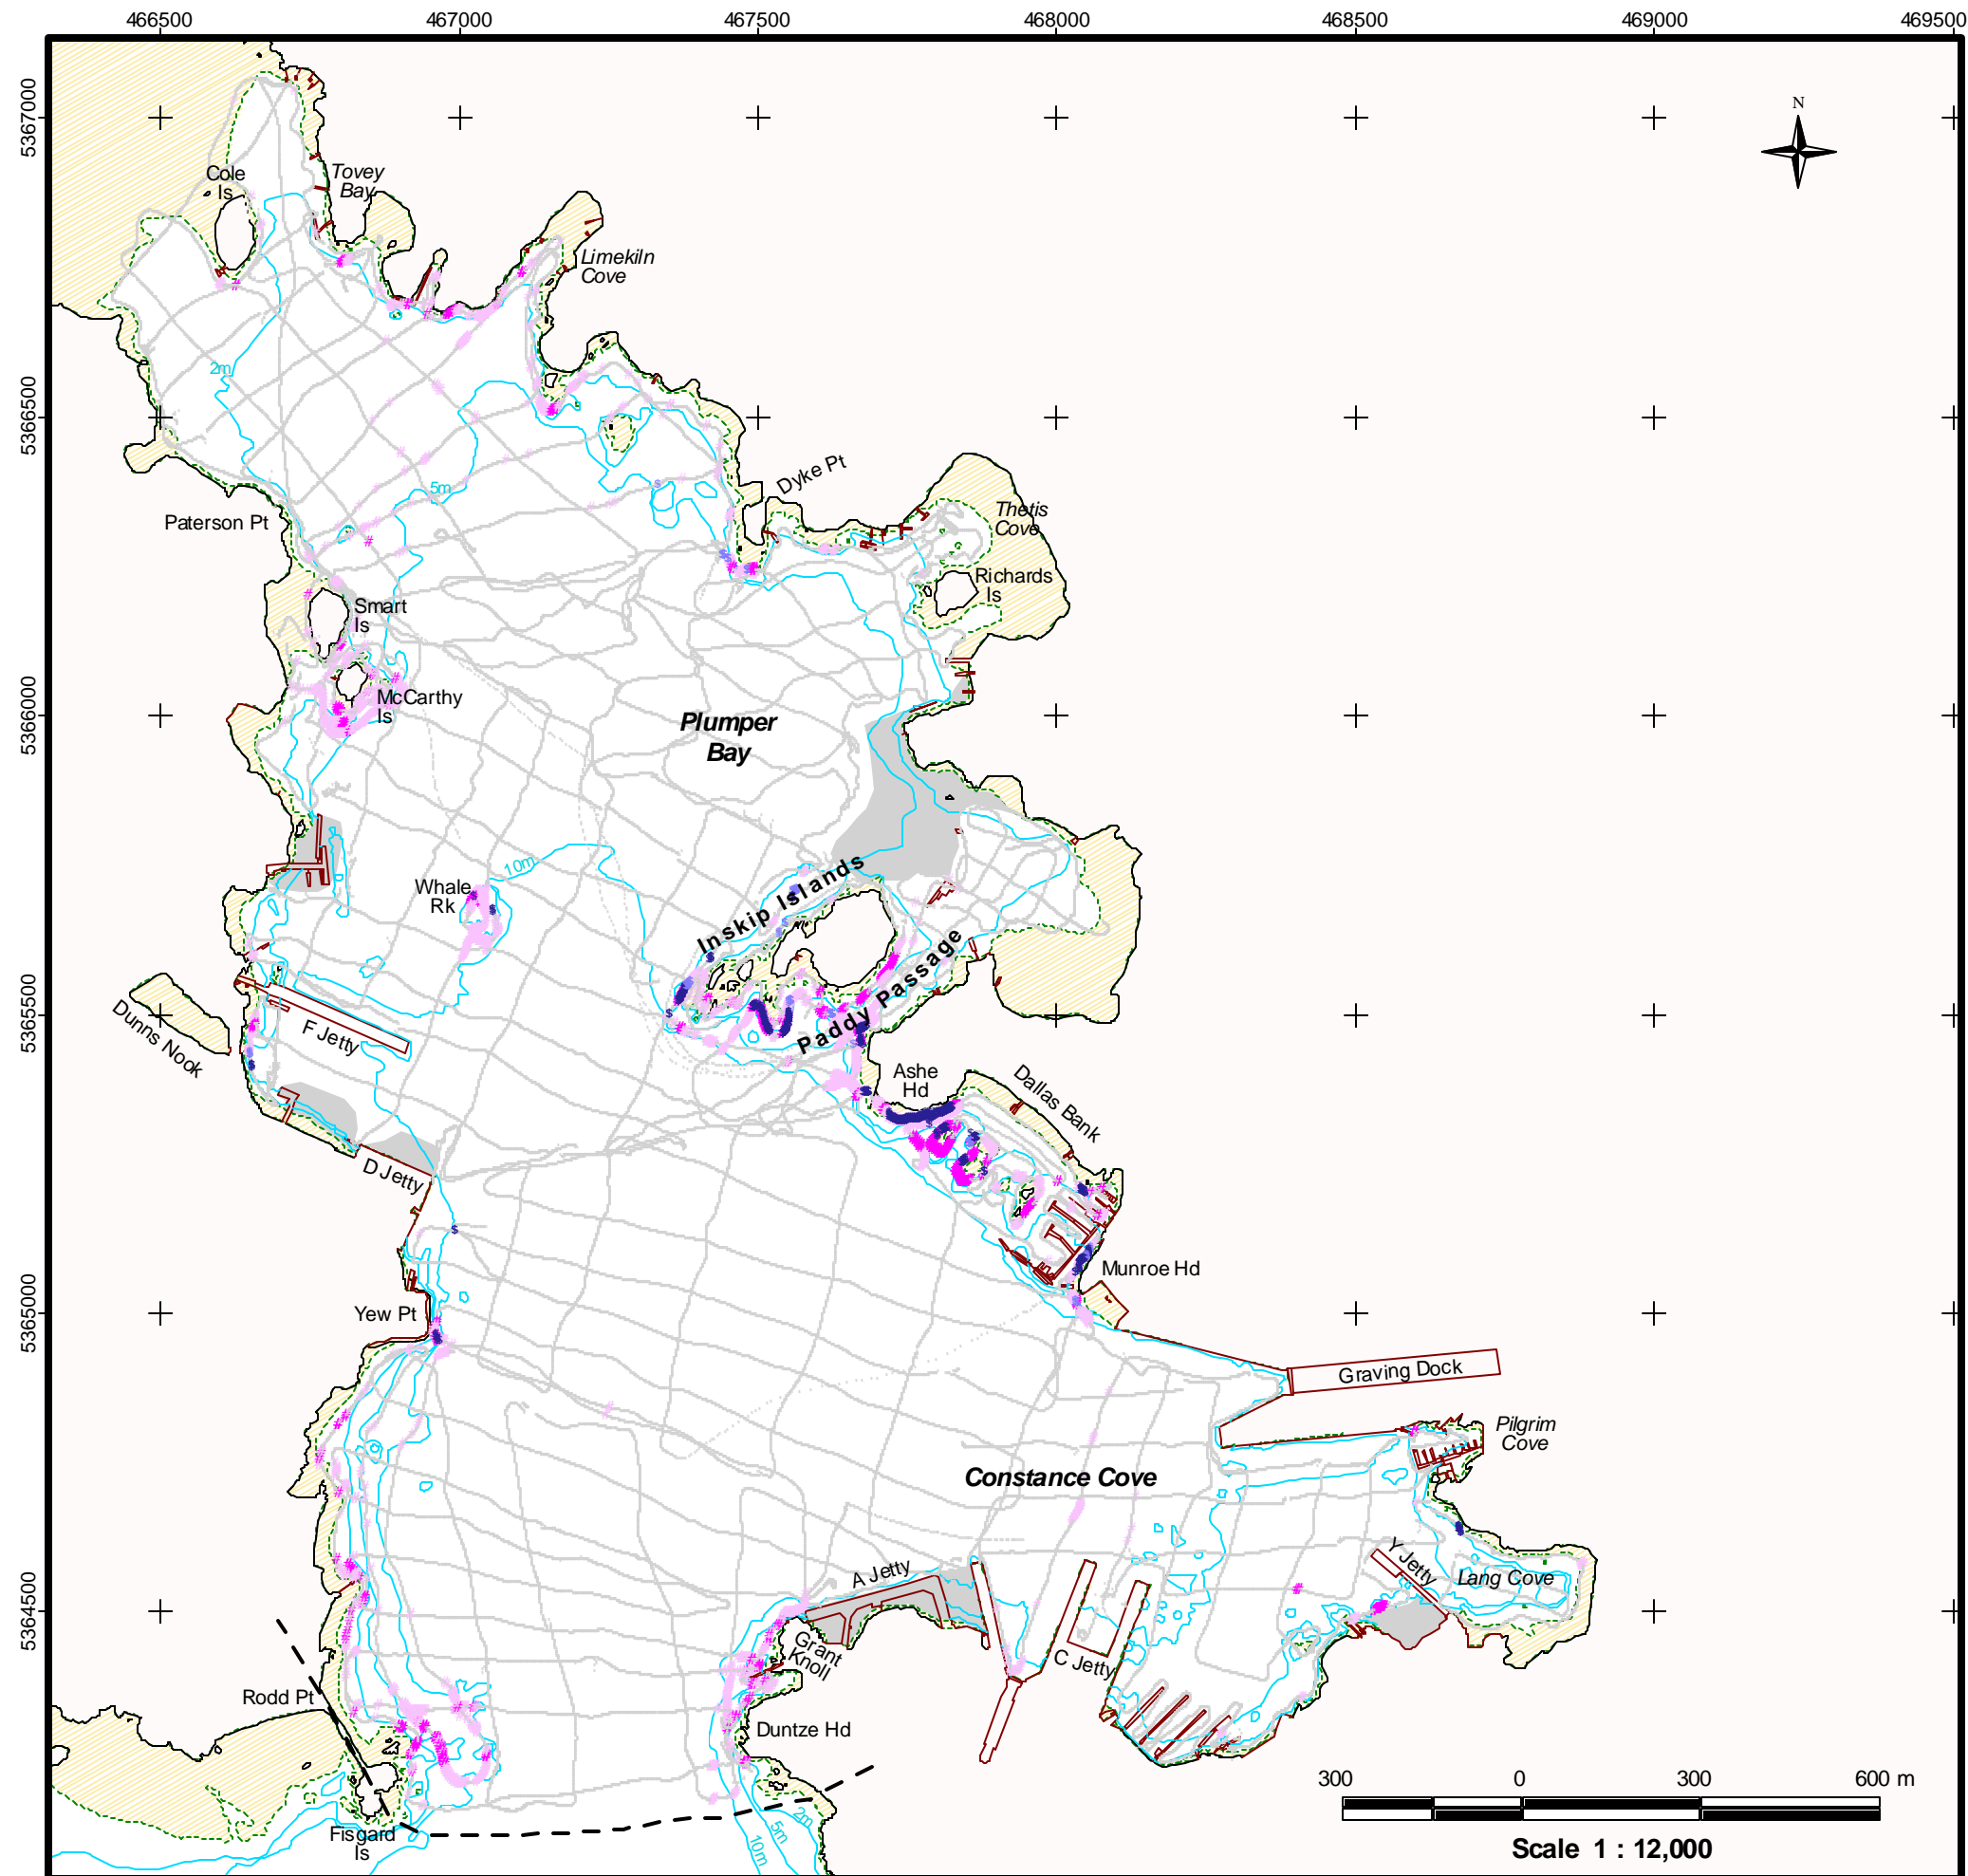 466500 467000 467500 468000 468500 469000 469500
5367000
N
Cole
Is
Tovey
Bay
Limekiln
Cove
2m
5366500
5m
Dyke Pt
Paterson Pt
Thetis
Cove
Richards
Is
Smart
Is
McCarthy
Is
5366000
Plumper
Bay
10m
Whale
Rk
Inskip Islands
Paddy Passage
5365500
Dunns Nook
F Jetty
Ashe
Hd
Dallas Bank
D Jetty
Munroe Hd
5365000
Yew Pt
Graving Dock
Pilgrim
Cove
Constance Cove
A Jetty
Y Jetty
Lang Cove
5364500
Grant
Knoll
C Jetty
Rodd Pt
Duntze Hd
300 0 300 600 m
2m
5m
10m
Fisgard
Is
Scale 1 : 12,000